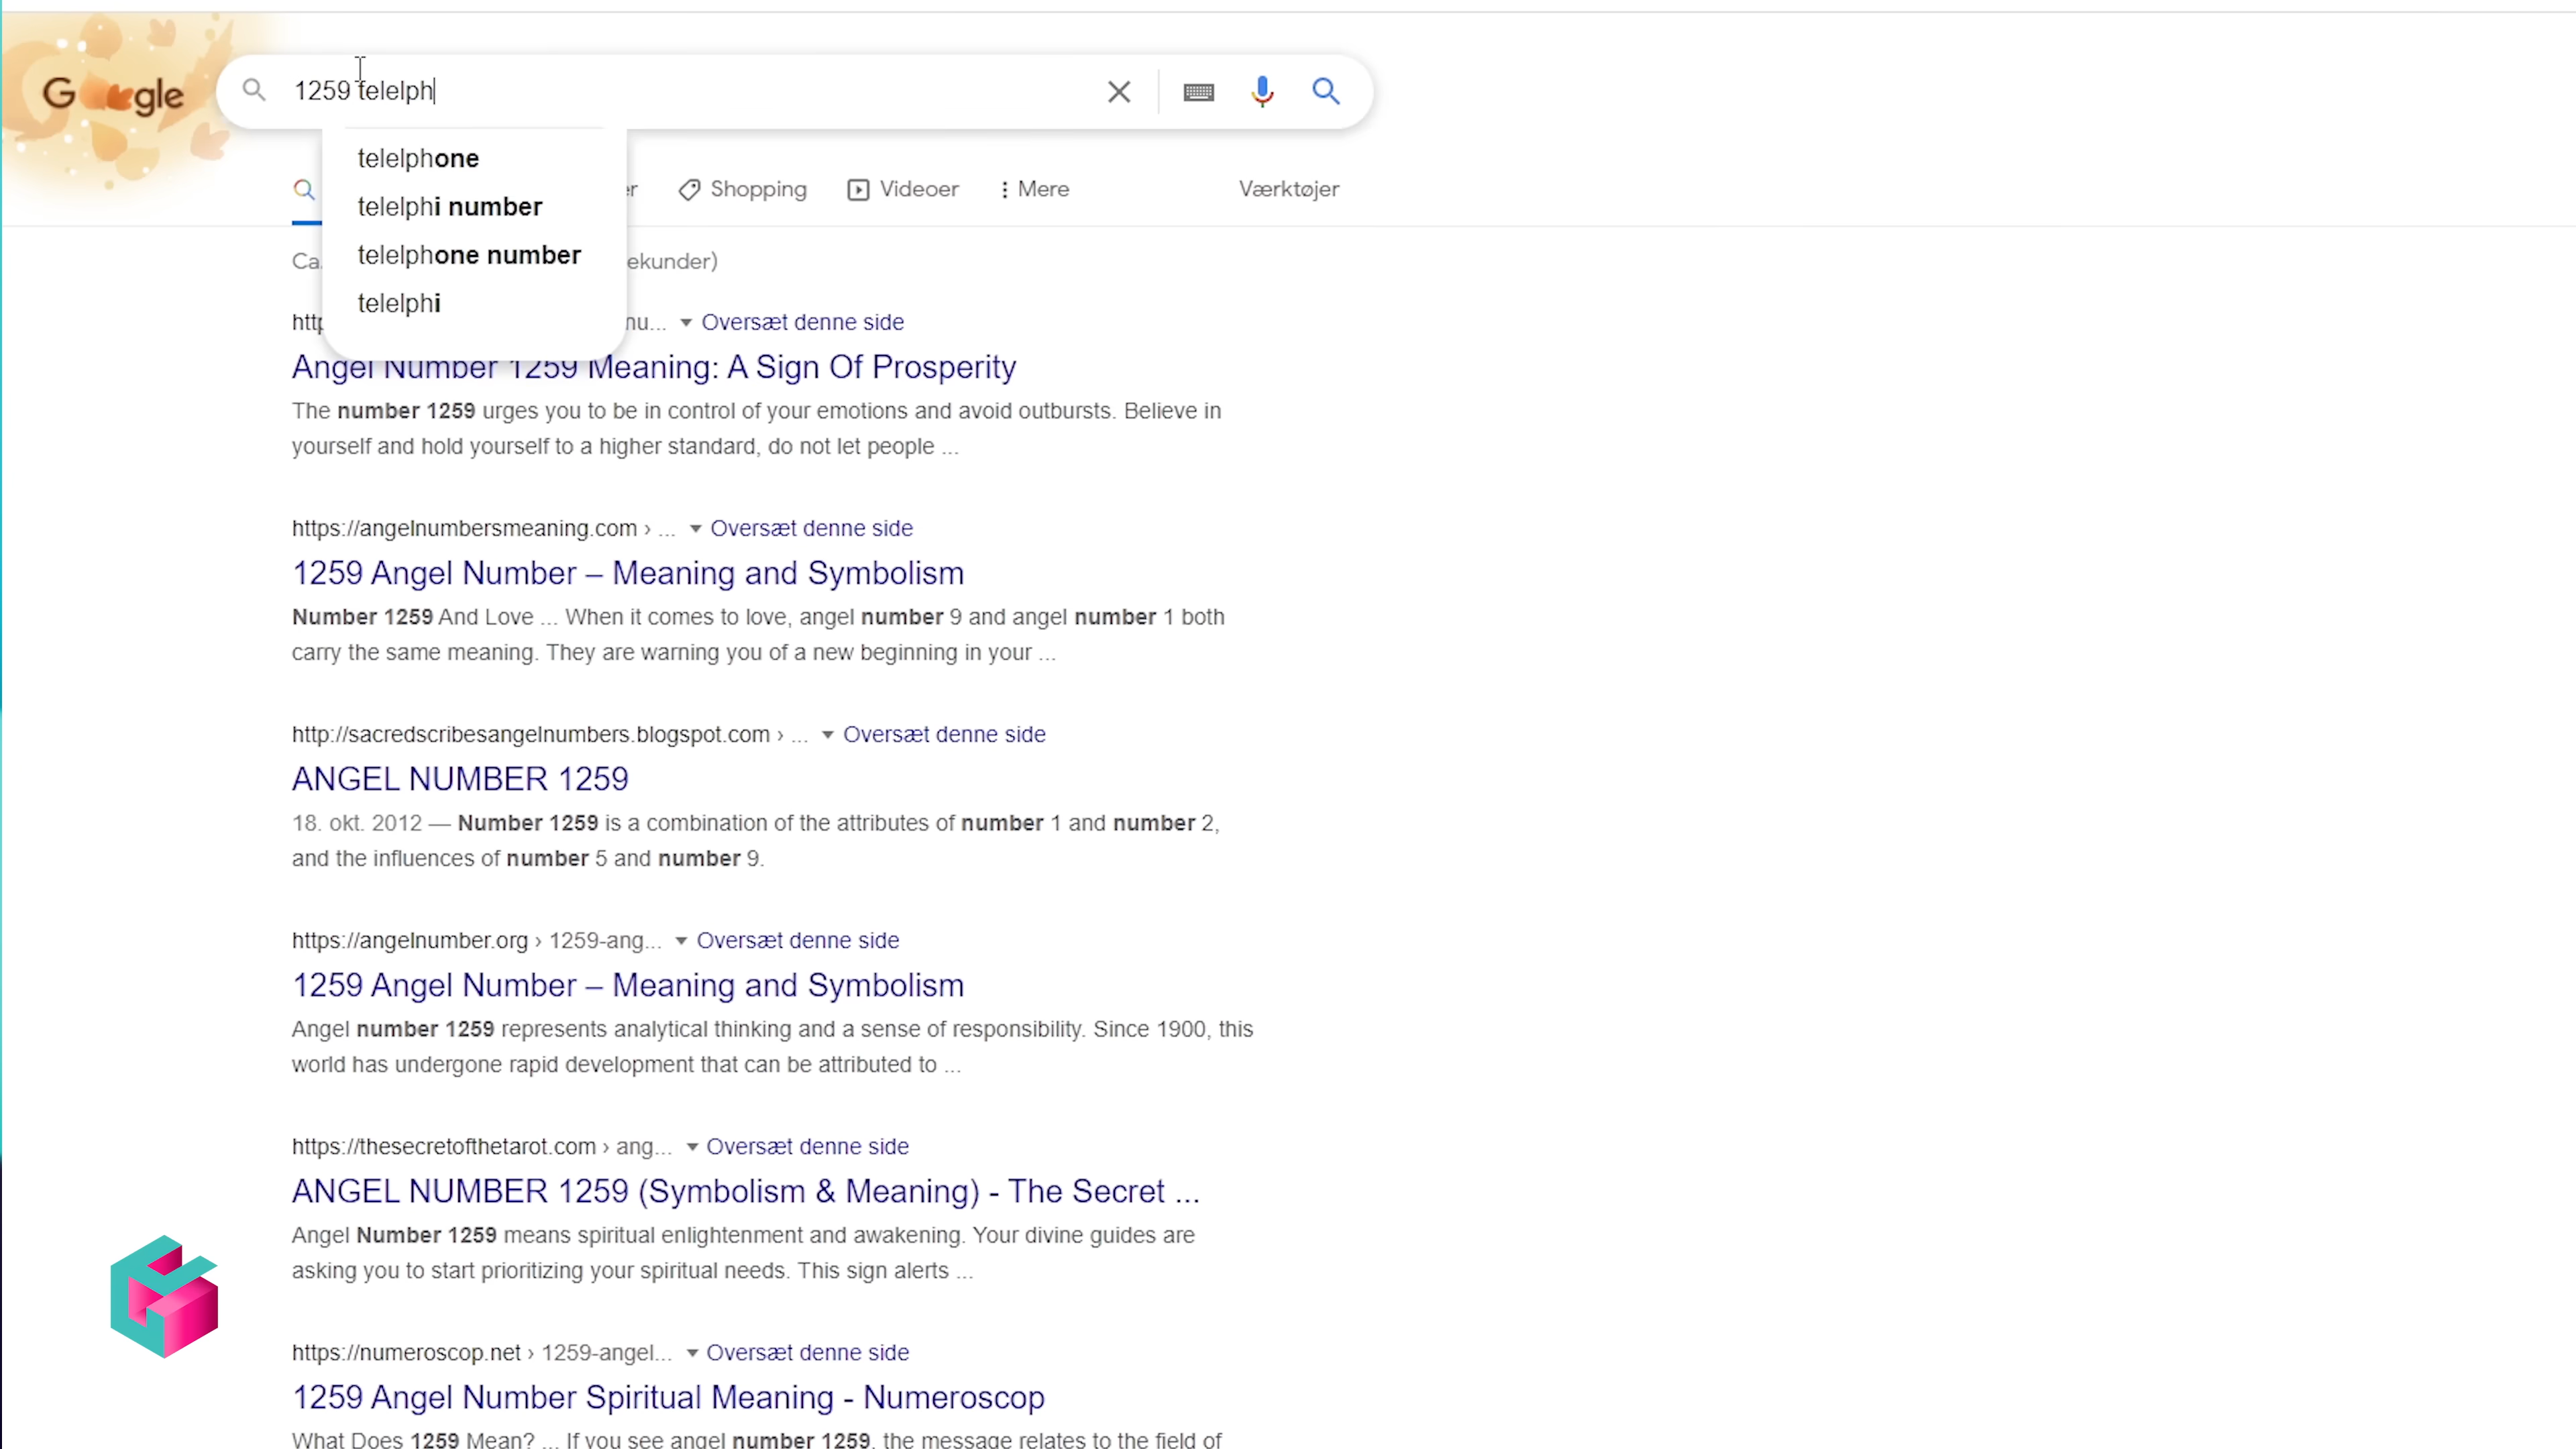 Google
1259 telelph
telelphone
telelphi number
telelphone number
telelphi
er
Shopping
Videoer
Mere
Værktøjer
Ca.
ekunder)
http
nu... Oversæt denne side
Angel Number 1259 Meaning: A Sign Of Prosperity
The number 1259 urges you to be in control of your emotions and avoid outbursts. Believe in
yourself and hold yourself to a higher standard, do not let people ...
https://angelnumbersmeaning.com › ... Oversæt denne side
1259 Angel Number – Meaning and Symbolism
Number 1259 And Love ... When it comes to love, angel number 9 and angel number 1 both
carry the same meaning. They are warning you of a new beginning in your ...
http://sacredscribesangelnumbers.blogspot.com › ... Oversæt denne side
ANGEL NUMBER 1259
18. okt. 2012 — Number 1259 is a combination of the attributes of number 1 and number 2,
and the influences of number 5 and number 9.
https://angelnumber.org › 1259-ang... Oversæt denne side
1259 Angel Number – Meaning and Symbolism
Angel number 1259 represents analytical thinking and a sense of responsibility. Since 1900, this
world has undergone rapid development that can be attributed to ...
https://thesecretofthetarot.com › ang... Oversæt denne side
ANGEL NUMBER 1259 (Symbolism & Meaning) - The Secret ...
Angel Number 1259 means spiritual enlightenment and awakening. Your divine guides are
asking you to start prioritizing your spiritual needs. This sign alerts ...
https://numeroscop.net › 1259-angel... Oversæt denne side
1259 Angel Number Spiritual Meaning - Numeroscop
What Does 1259 Mean? ... If you see angel number 1259, the message relates to the field of